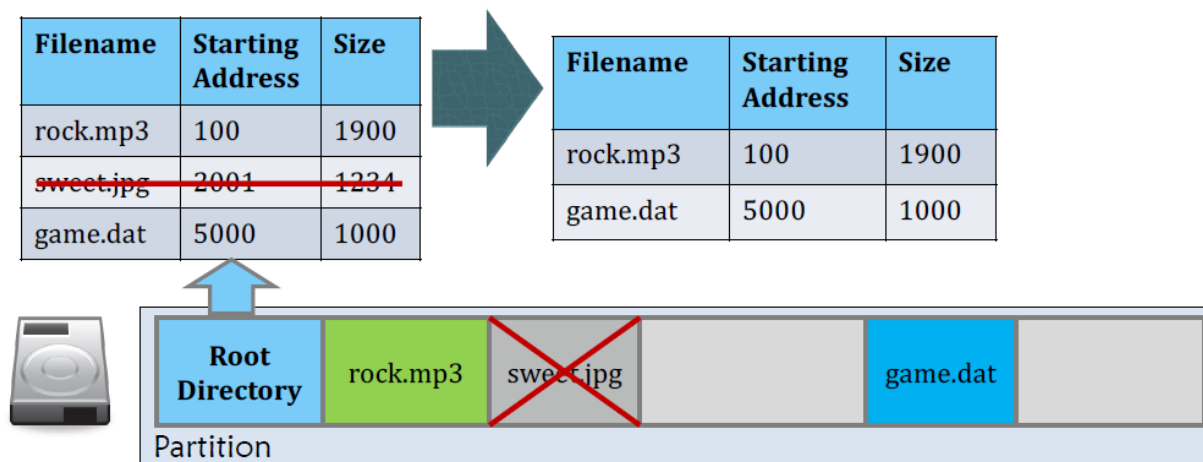 Filename Starting Address Size
rock.mp3 100 1900
sweet.jpg 2001 1234
game.dat 5000 1000
Filename Starting Address Size
rock.mp3 100 1900
game.dat 5000 1000
Root Directory rock.mp3 sweet.jpg game.dat
Partition